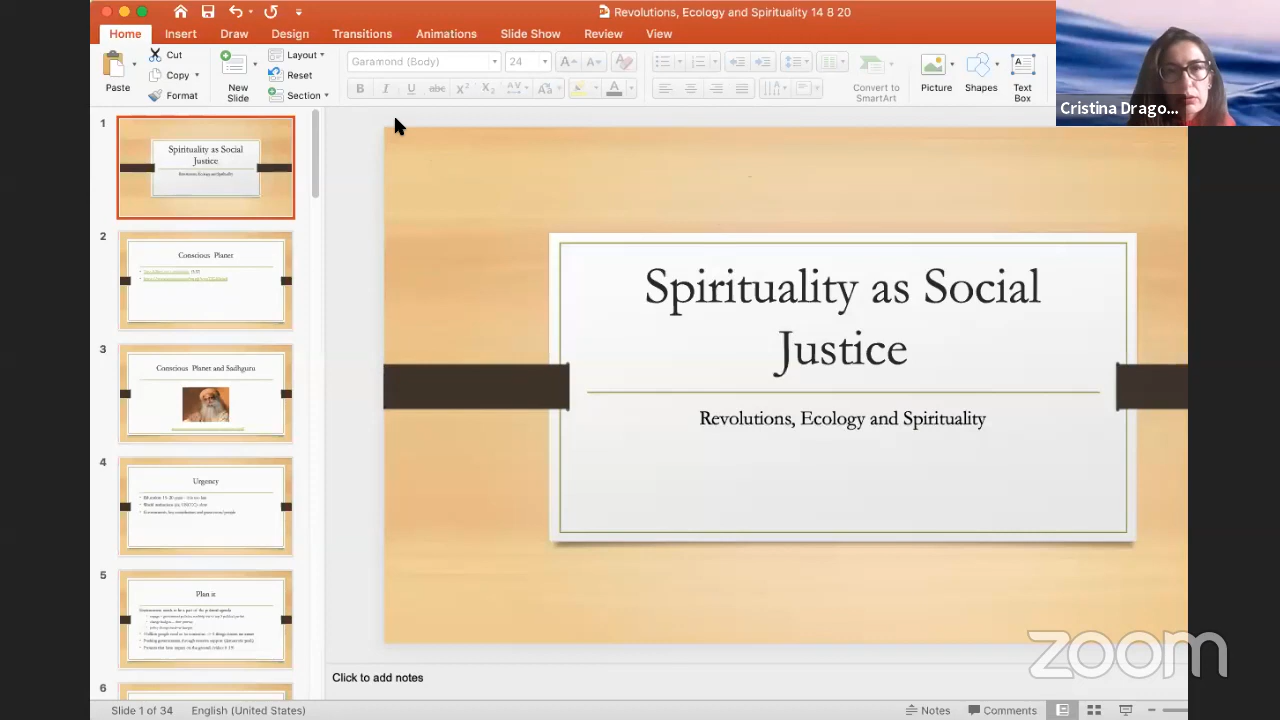 Revolutions, Ecology and Spirituality 14 8 20
Home Insert Draw Design Transitions Animations Slide Show Review View
Cut
Copy
Format
Paste
New
Slide
Layout
Reset
Section
Garamond (Body) 24
Convert to
SmartArt
Picture
Shapes
Text
Box
Cristina Drago...
1
Spirituality as Social
Justice
Revolutions, Ecology and Spirituality
2
Conscious Planet
3
Conscious Planet and Sadhguru
4
Urgency
5
Plan it
6
Spirituality as Social
Justice
Revolutions, Ecology and Spirituality
zoom
Click to add notes
Slide 1 of 34 English (United States) Notes Comments